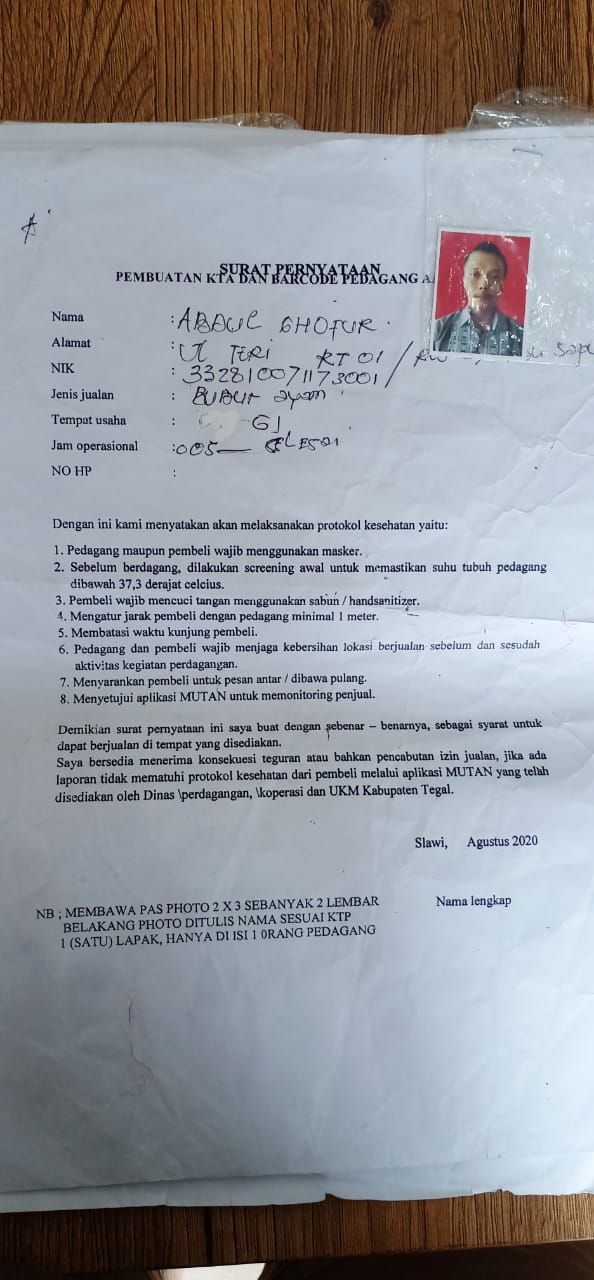 SURAT PERNYATAAN
PEMBUATAN KTA DAN BARCODE PEDAGANG A
Nama : ABDUL GHOFUR
Alamat : TERI RT 01 /
NIK :
Jenis jualan : BUBUR ayam
Tempat usaha : G1
Jam operasional : 005 — SELESAI
NO HP :
Dengan ini kami menyatakan akan melaksanakan protokol kesehatan yaitu:
1. Pedagang maupun pembeli wajib menggunakan masker.
2. Sebelum berdagang, dilakukan screening awal untuk memastikan suhu tubuh pedagang
dibawah 37,3 derajat celcius.
3. Pembeli wajib mencuci tangan menggunakan sabun / handsanitizer.
4. Mengatur jarak pembeli dengan pedagang minimal 1 meter.
5. Membatasi waktu kunjung pembeli.
6. Pedagang dan pembeli wajib menjaga kebersihan lokasi berjualan sebelum dan sesudah
aktivitas kegiatan perdagangan.
7. Menyarankan pembeli untuk pesan antar / dibawa pulang.
8. Menyetujui aplikasi MUTAN untuk memonitoring penjual.
Demikian surat pernyataan ini saya buat dengan sebenar – benarnya, sebagai syarat untuk
dapat berjualan di tempat yang disediakan.
Saya bersedia menerima konsekuesi teguran atau bahkan pencabutan izin jualan, jika ada
laporan tidak mematuhi protokol kesehatan dari pembeli melalui aplikasi MUTAN yang telah
disediakan oleh Dinas \perdagangan, \koperasi dan UKM Kabupaten Tegal.
Slawi, Agustus 2020
Nama lengkap
NB ; MEMBAWA PAS PHOTO 2 X 3 SEBANYAK 2 LEMBAR
BELAKANG PHOTO DITULIS NAMA SESUAI KTP
1 (SATU) LAPAK, HANYA DI ISI 1 0RANG PEDAGANG